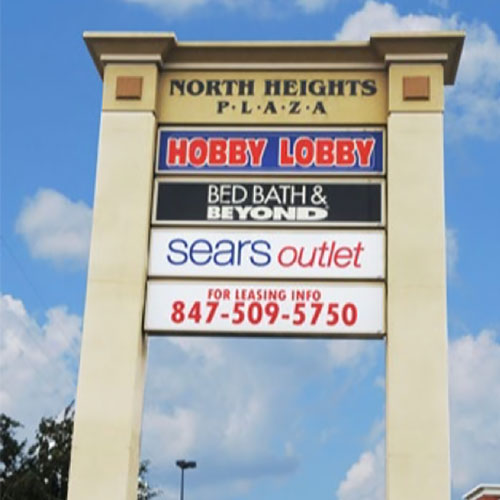 NORTH HEIGHTS
P•L•A•Z•A
HOBBY LOBBY
BED BATH &
BEYOND
sears outlet
FOR LEASING INFO
847-509-5750